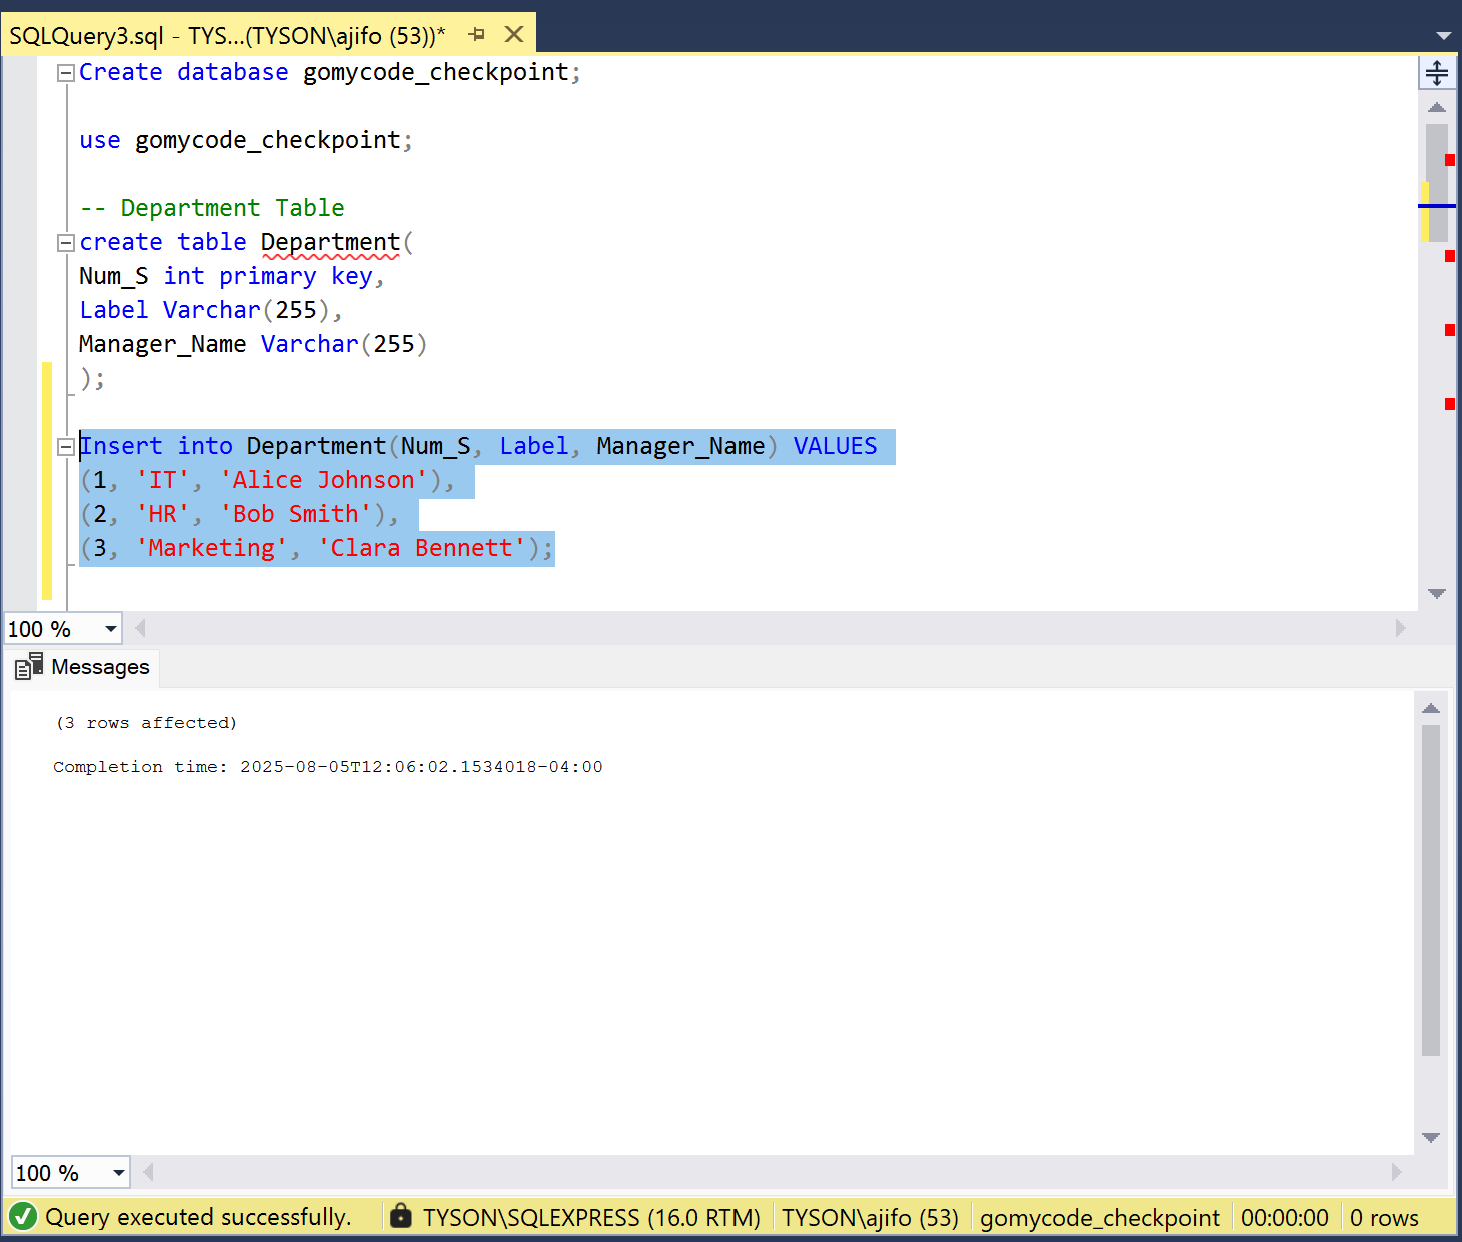 SQLQuery3.sql - TYS...(TYSON\ajifo (53))*
Create database gomycode_checkpoint;
use gomycode_checkpoint;
-- Department Table
create table Department(
Num_S int primary key,
Label Varchar(255),
Manager_Name Varchar(255)
);
Insert into Department(Num_S, Label, Manager_Name) VALUES
(1, 'IT', 'Alice Johnson'),
(2, 'HR', 'Bob Smith'),
(3, 'Marketing', 'Clara Bennett');
100 %
Messages
(3 rows affected)
Completion time: 2025-08-05T12:06:02.1534018-04:00
100 %
Query executed successfully. TYSON\SQLEXPRESS (16.0 RTM) TYSON\ajifo (53) gomycode_checkpoint 00:00:00 0 rows